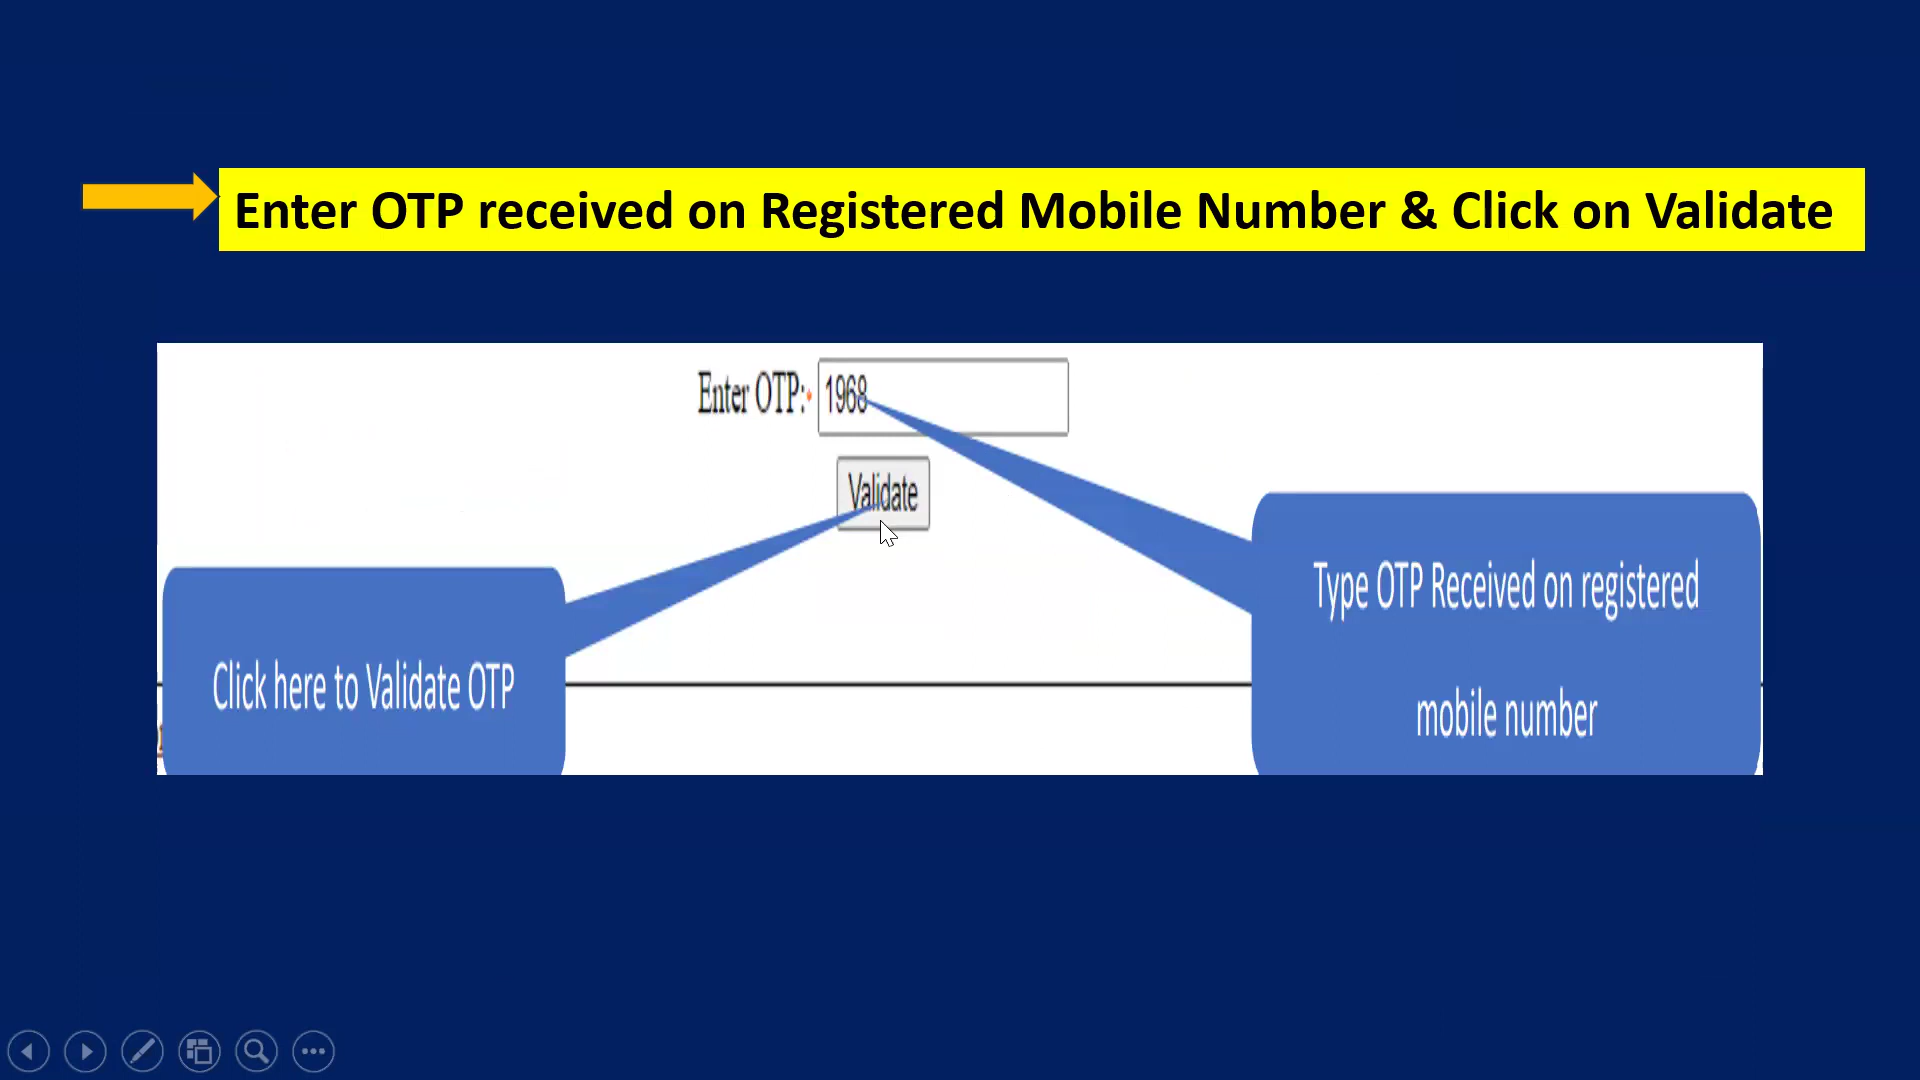 Enter OTP received on Registered Mobile Number & Click on Validate
Enter OTP:* 1968
Validate
Type OTP Received on registered
mobile number
Click here to Validate OTP